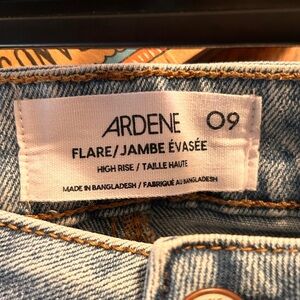 ARDENE 09
FLARE/JAMBE ÉVASÉE
HIGH RISE / TAILLE HAUTE
MADE IN BANGLADESH / FABRIQUÉ AU BANGLADESH